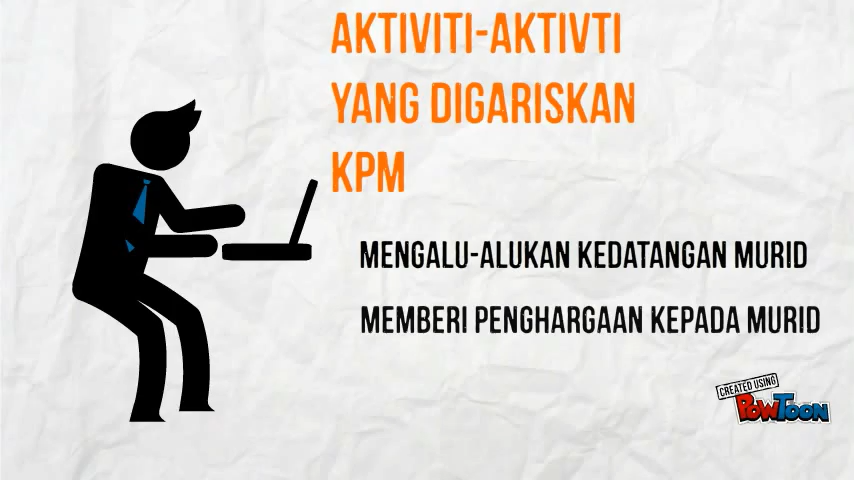 AKTIVITI-AKTIVTI
YANG DIGARISKAN
KPM
MENGALU-ALUKAN KEDATANGAN MURID
MEMBERI PENGHARGAAN KEPADA MURID
CREATED USING
POWTOON